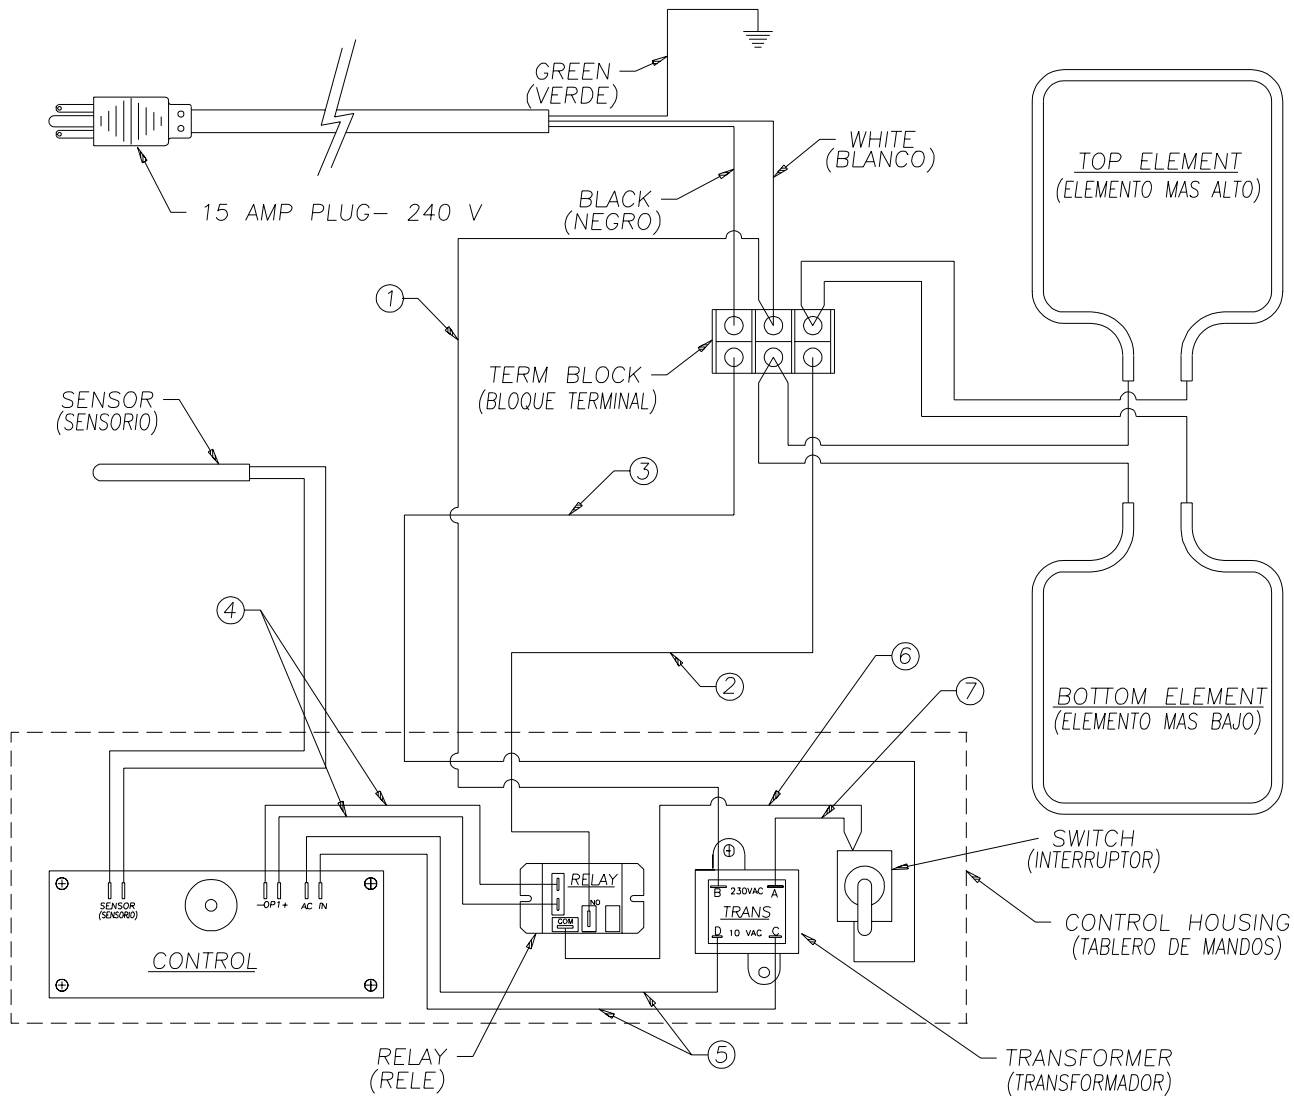 GREEN
(VERDE)
WHITE
(BLANCO)
TOP ELEMENT
(ELEMENTO MAS ALTO)
BLACK
(NEGRO)
15 AMP PLUG- 240 V
1
TERM BLOCK
(BLOQUE TERMINAL)
SENSOR
(SENSORIO)
3
4
6
2
7
BOTTOM ELEMENT
(ELEMENTO MAS BAJO)
SWITCH
(INTERRUPTOR)
RELAY
NO
COM
B 230VAC A
TRANS
D 10 VAC C
SENSOR
(SENSORIO)
-OP1+
AC IN
CONTROL
CONTROL HOUSING
(TABLERO DE MANDOS)
5
RELAY
(RELE)
TRANSFORMER
(TRANSFORMADOR)